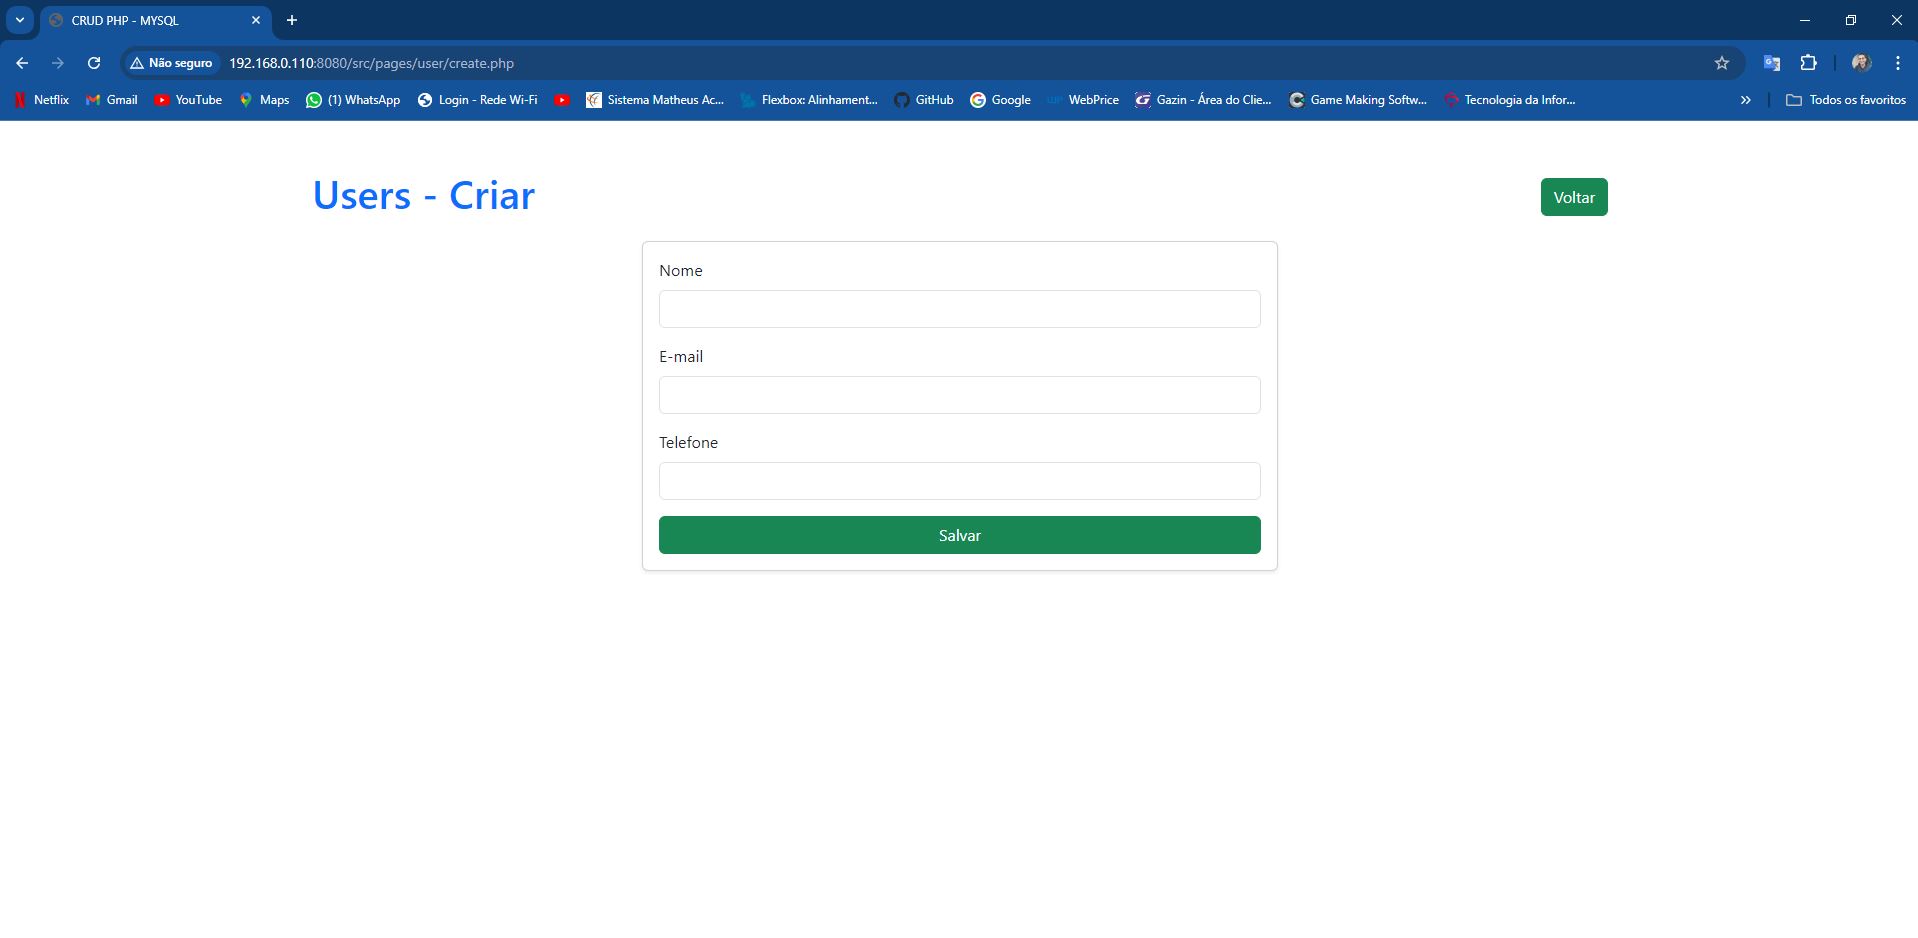 CRUD PHP - MYSQL
Não seguro 192.168.0.110:8080/src/pages/user/create.php
Netflix Gmail YouTube Maps (1) WhatsApp Login - Rede Wi-Fi Sistema Matheus Ac... Flexbox: Alinhament... GitHub Google WebPrice Gazin - Área do Clie... Game Making Softw... Tecnologia da Infor... » Todos os favoritos
Users - Criar
Voltar
Nome
E-mail
Telefone
Salvar